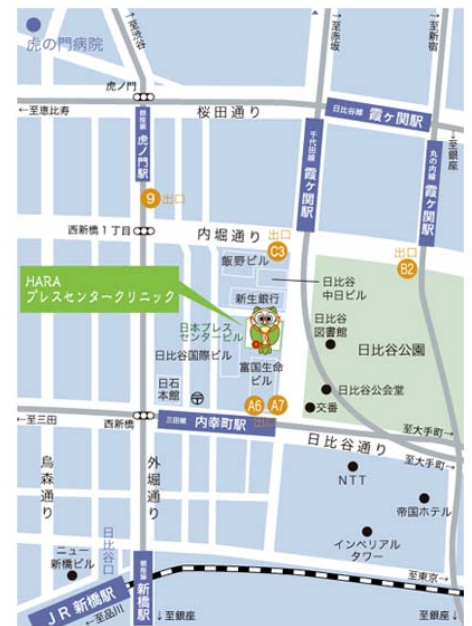 虎の門病院
→至渋谷
→至赤坂
→至新宿
虎ノ門
←至恵比寿
桜田通り
日比谷線 霞ヶ関駅
→至銀座
銀座線 虎ノ門駅
千代田線 霞ヶ関駅
丸の内線 霞ヶ関駅
9 出口
西新橋1丁目
内堀通り
出口
C3
出口
B2
飯野ビル
HARA
プレスセンタークリニック
新生銀行
日比谷
中日ビル
日本プレス
センタービル
日比谷
図書館
日比谷公園
日比谷国際ビル
富国生命
ビル
日石
本館
日比谷公会堂
A6 A7
交番
出口
←至三田
西新橋
三田線 内幸町駅
日比谷通り
至大手町→
至大手町→
烏森通り
外堀通り
NTT
帝国ホテル
日比谷口
インペリアル
タワー
ニュー
新橋ビル
銀座線 新橋駅
至東京→
JR新橋駅
←至品川
↓至銀座
至銀座↓